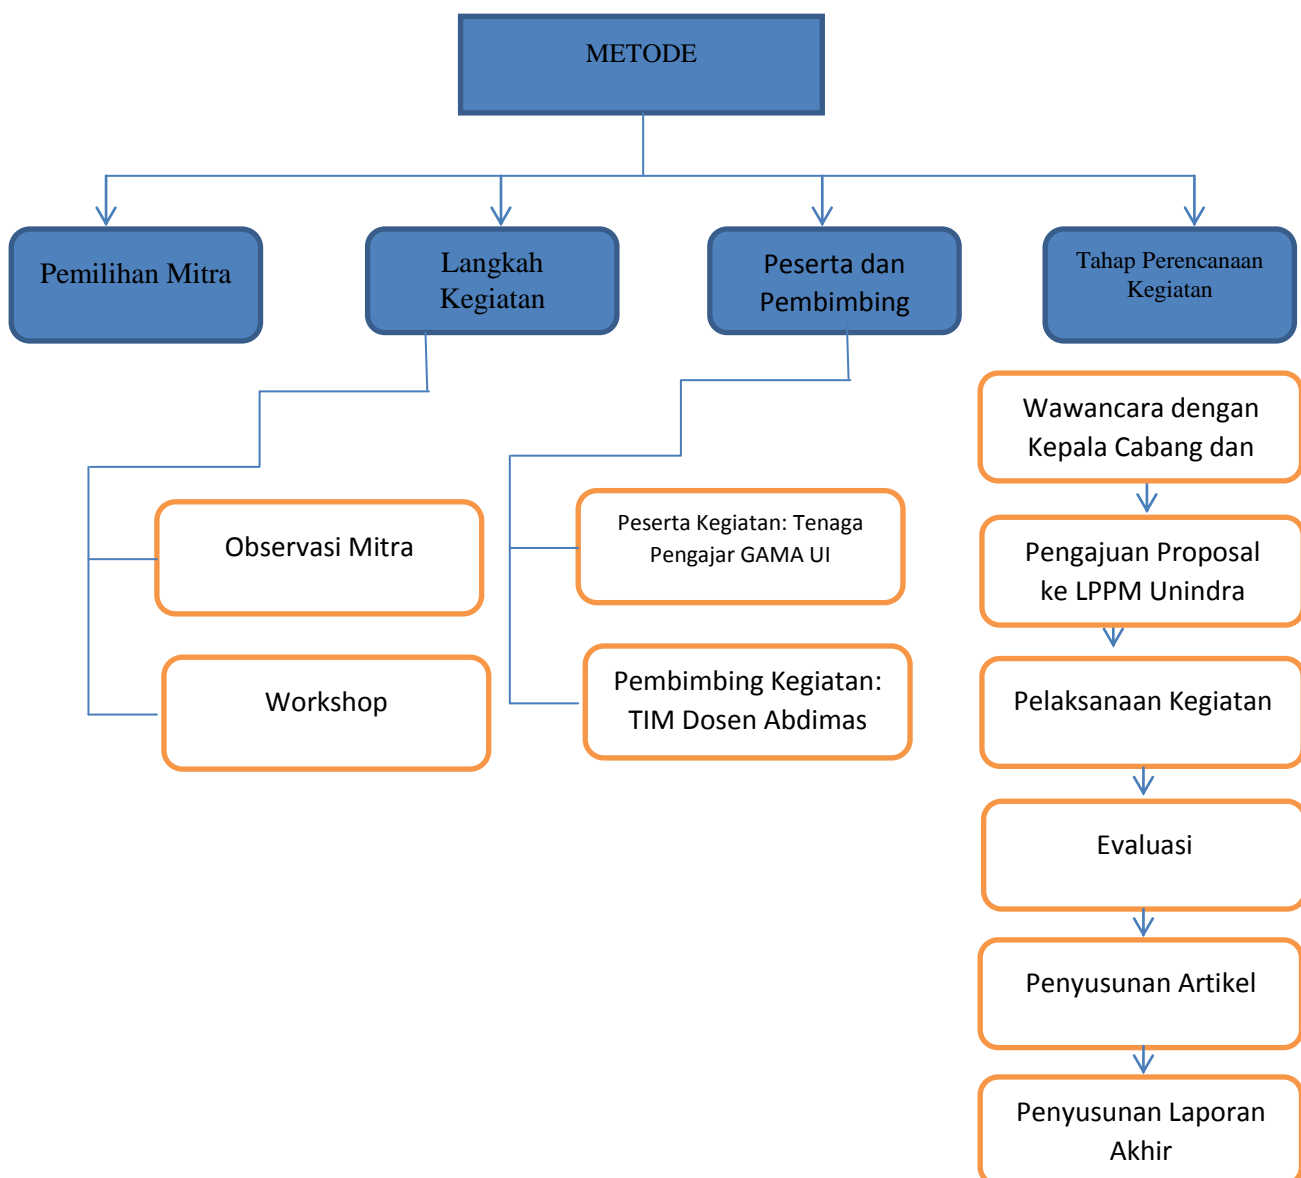 METODE
Pemilihan Mitra
Langkah
Kegiatan
Peserta dan
Pembimbing
Tahap Perencanaan
Kegiatan
Observasi Mitra
Workshop
Peserta Kegiatan: Tenaga
Pengajar GAMA UI
Pembimbing Kegiatan:
TIM Dosen Abdimas
Wawancara dengan
Kepala Cabang dan
Pengajuan Proposal
ke LPPM Unindra
Pelaksanaan Kegiatan
Evaluasi
Penyusunan Artikel
Penyusunan Laporan
Akhir